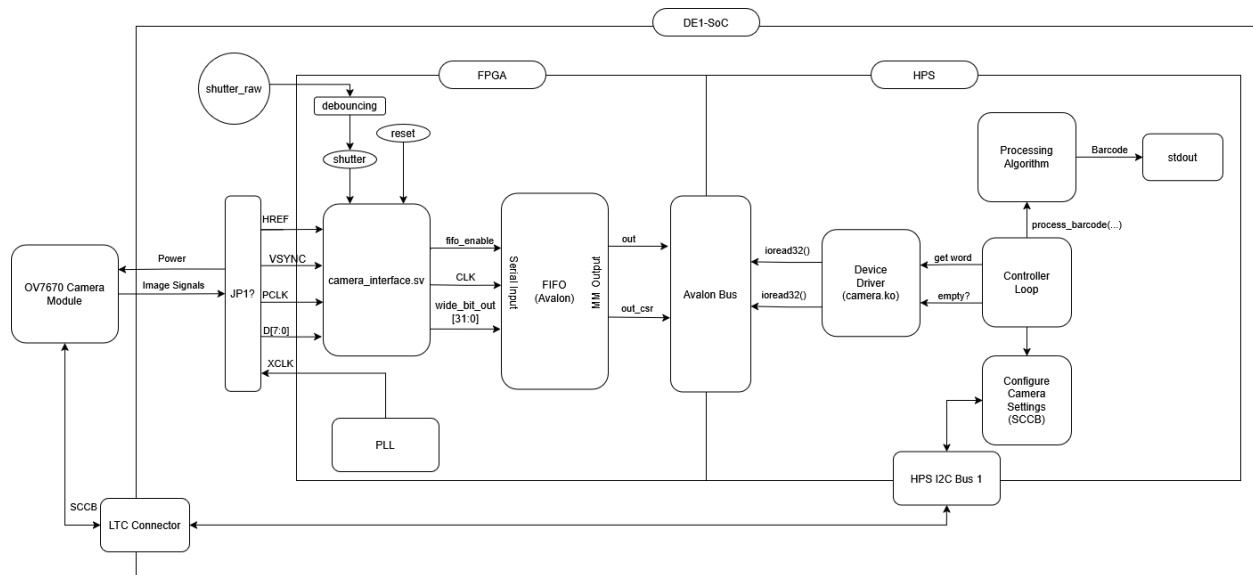 DE1-SoC
FPGA
HPS
shutter_raw
debouncing
reset
shutter
Processing
Algorithm
Barcode
stdout
process_barcode(...)
HREF
VSYNC
PCLK
D[7:0]
XCLK
JP1?
camera_interface.sv
fifo_enable
CLK
wide_bit_out
[31:0]
Serial Input
FIFO
(Avalon)
MM Output
out
out_csr
Avalon Bus
ioread32()
ioread32()
Device
Driver
(camera.ko)
get word
empty?
Controller
Loop
Power
Image Signals
OV7670 Camera
Module
PLL
Configure
Camera
Settings
(SCCB)
HPS I2C Bus 1
SCCB
LTC Connector